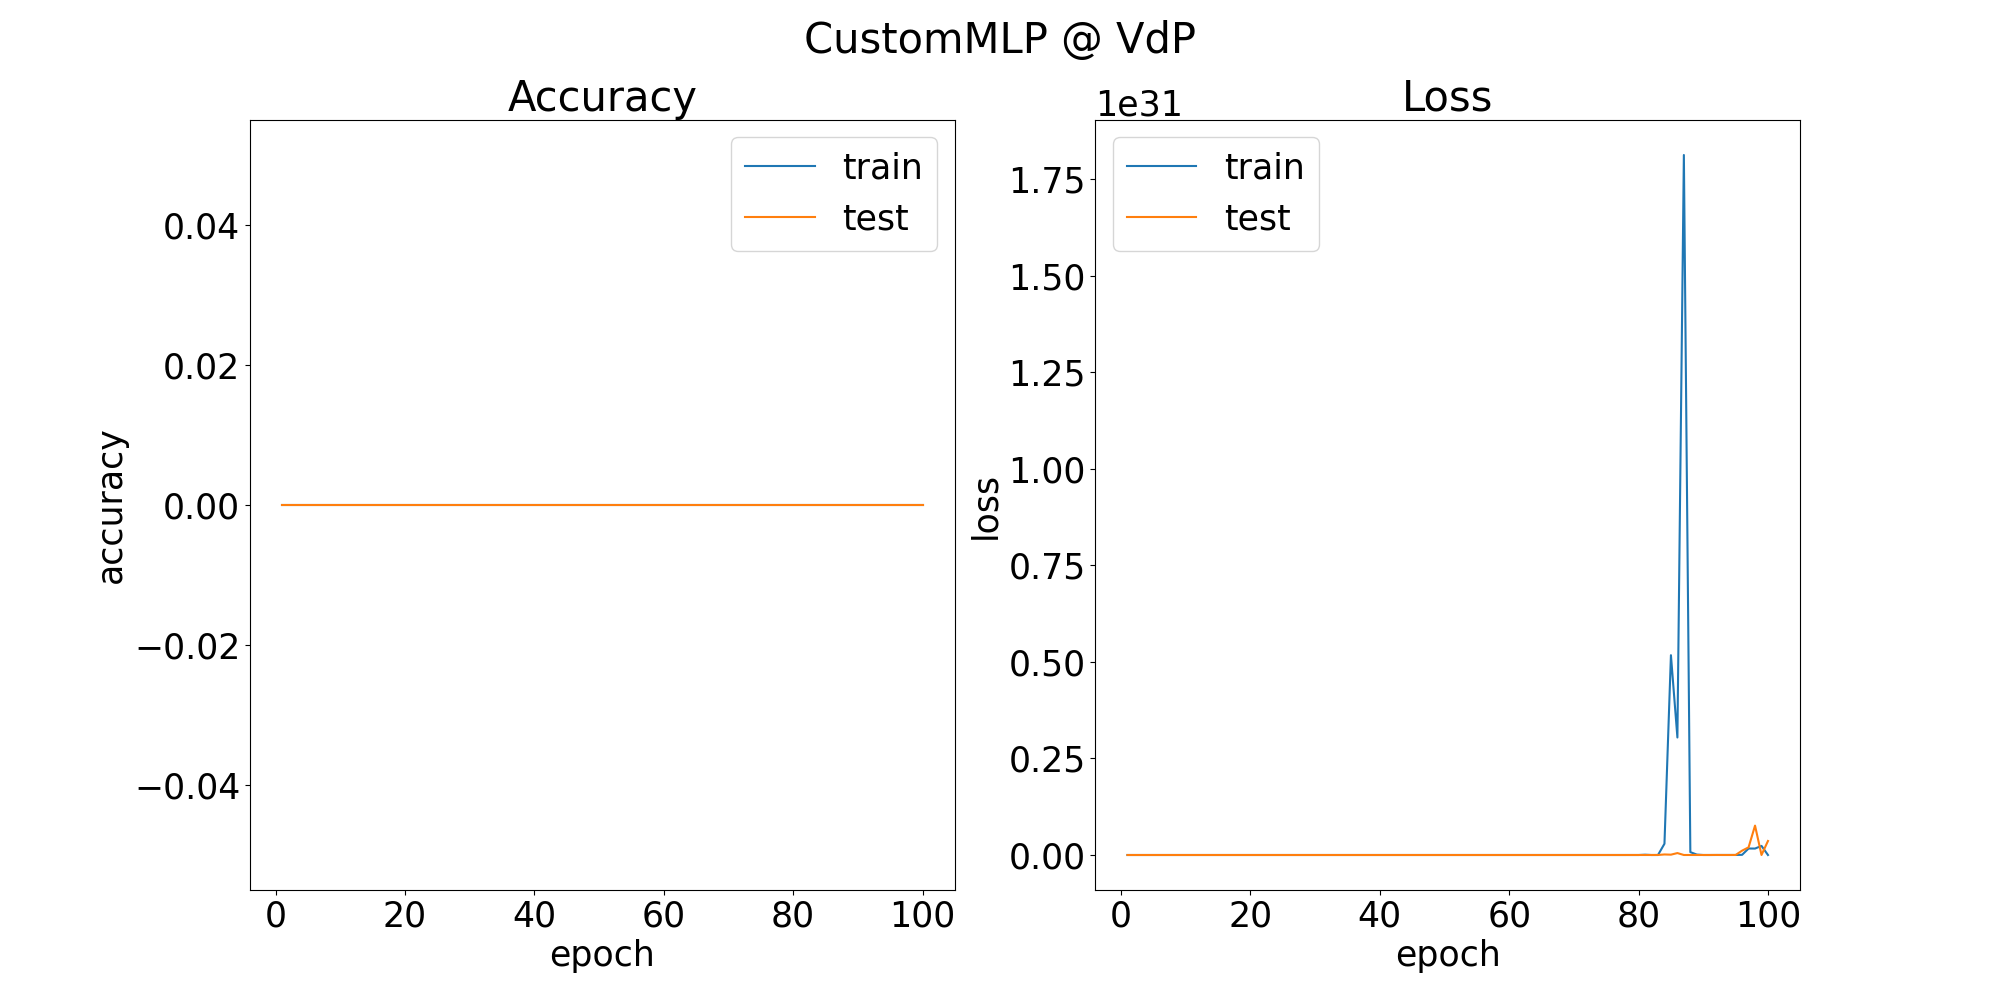 CustomMLP @ VdP
Accuracy
train
test
0.04
0.02
0.00
−0.02
−0.04
accuracy
0 20 40 60 80 100
epoch
Loss
1e31
train
test
1.75
1.50
1.25
1.00
0.75
0.50
0.25
0.00
loss
0 20 40 60 80 100
epoch